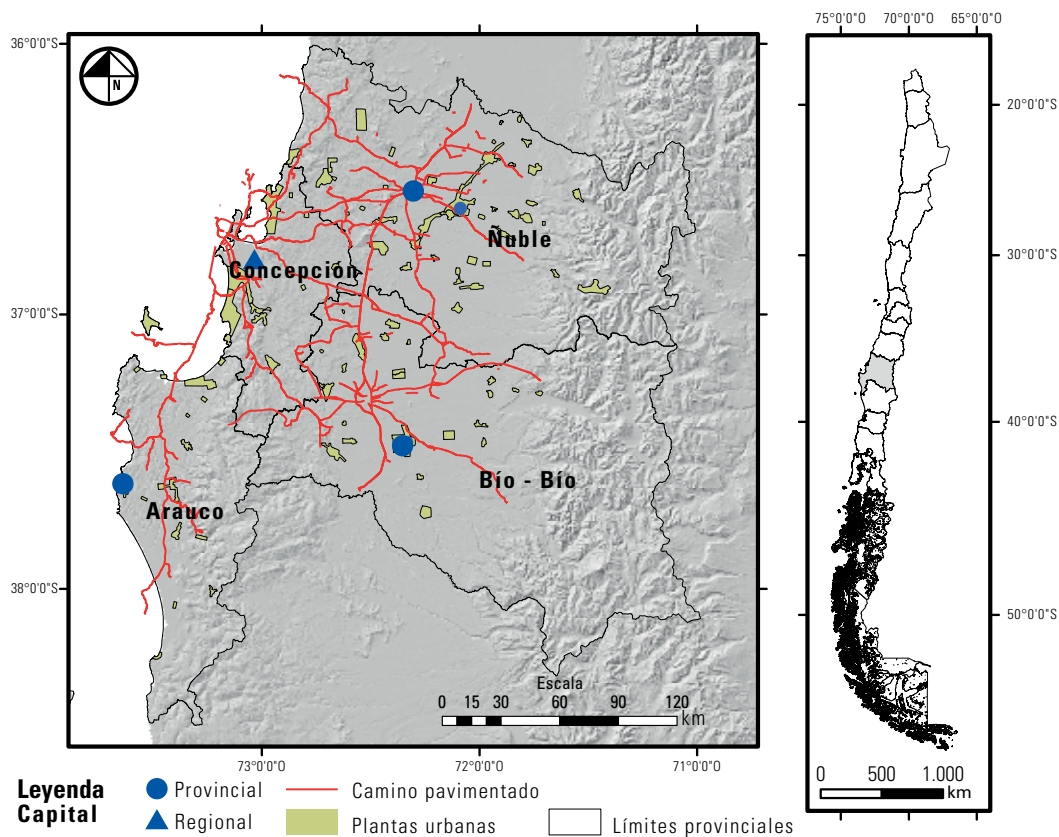 75°0'0"O 70°0'0"O 65°0'0"O
36°0'0"S
N
20°0'0"S
Ñuble
Concepción
30°0'0"S
37°0'0"S
40°0'0"S
Bío - Bío
Arauco
38°0'0"S
50°0'0"S
Escala
0 15 30 60 90 120
km
73°0'0"O 72°0'0"O 71°0'0"O
0 500 1.000
km
Leyenda
Capital
Provincial
Regional
Camino pavimentado
Plantas urbanas
Límites provinciales